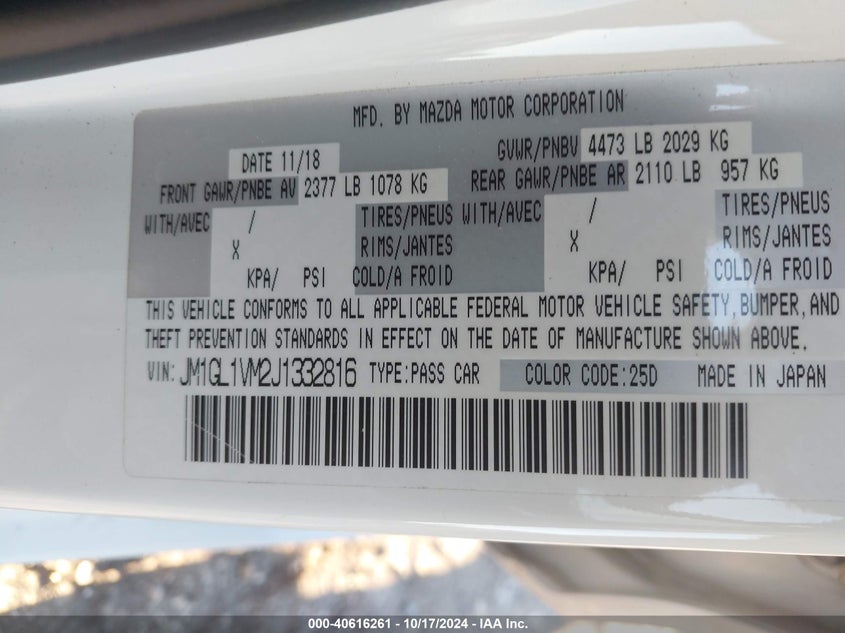 MFD. BY MAZDA MOTOR CORPORATION
DATE 11/18 GVWR/PNBV 4473 LB 2029 KG
FRONT GAWR/PNBE AV 2377 LB 1078 KG REAR GAWR/PNBE AR 2110 LB 957 KG
WITH/AVEC / TIRES/PNEUS WITH/AVEC / TIRES/PNEUS
X RIMS/JANTES X RIMS/JANTES
KPA/ PSI COLD/A FROID KPA/ PSI COLD/A FROID
THIS VEHICLE CONFORMS TO ALL APPLICABLE FEDERAL MOTOR VEHICLE SAFETY,BUMPER,AND
THEFT PREVENTION STANDARDS IN EFFECT ON THE DATE OF MANUFACTURE SHOWN ABOVE.
VIN: JM1GL1VM2J1332816 TYPE:PASS CAR COLOR CODE:25D MADE IN JAPAN
000-40616261 - 10/17/2024 - IAA Inc.